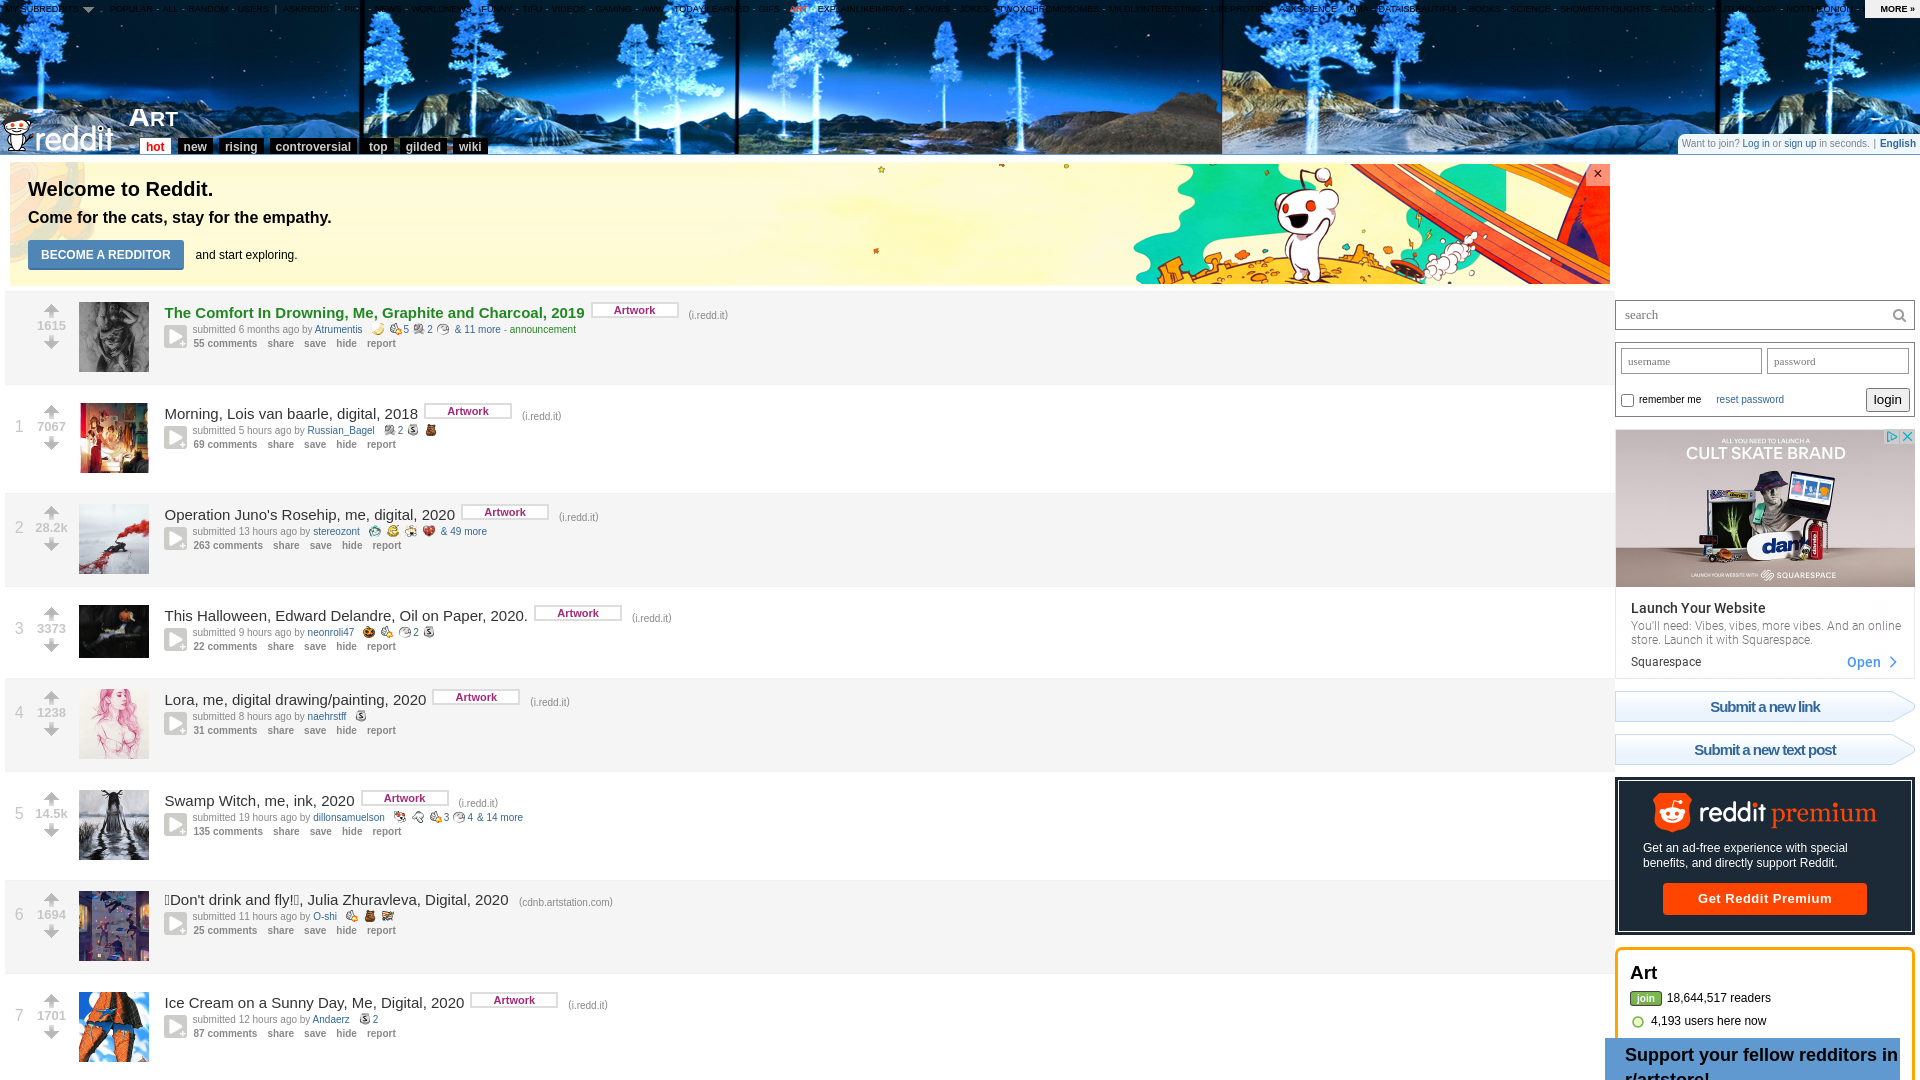 MY SUBREDDITS POPULAR - ALL - RANDOM - USERS | ASKREDDIT - PICS - NEWS - WORLDNEWS - FUNNY - TIFU - VIDEOS - GAMING - AWW - TODAYILEARNED - GIFS - ART - EXPLAINLIKEIMFIVE - MOVIES - JOKES - TWOXCHROMOSOMES - MILDLYINTERESTING - LIFEPROTIPS - ASKSCIENCE - IAMA - DATAISBEAUTIFUL - BOOKS - SCIENCE - SHOWERTHOUGHTS - GADGETS - FUTUROLOGY - NOTTHEONION MORE »
reddit Art
hot new rising controversial top gilded wiki
Want to join? Log in or sign up in seconds. | English
Welcome to Reddit.
Come for the cats, stay for the empathy.
BECOME A REDDITOR and start exploring.
×
1615
The Comfort In Drowning, Me, Graphite and Charcoal, 2019 Artwork (i.redd.it)
submitted 6 months ago by Atrumentis 5 2 & 11 more - announcement
55 comments share save hide report
1 7067
Morning, Lois van baarle, digital, 2018 Artwork (i.redd.it)
submitted 5 hours ago by Russian_Bagel 2
69 comments share save hide report
2 28.2k
Operation Juno's Rosehip, me, digital, 2020 Artwork (i.redd.it)
submitted 13 hours ago by stereozont & 49 more
263 comments share save hide report
3 3373
This Halloween, Edward Delandre, Oil on Paper, 2020. Artwork (i.redd.it)
submitted 9 hours ago by neonroli47 2
22 comments share save hide report
4 1238
Lora, me, digital drawing/painting, 2020 Artwork (i.redd.it)
submitted 8 hours ago by naehrstff
31 comments share save hide report
5 14.5k
Swamp Witch, me, ink, 2020 Artwork (i.redd.it)
submitted 19 hours ago by dillonsamuelson 3 4 & 14 more
135 comments share save hide report
6 1694
Don't drink and fly!, Julia Zhuravleva, Digital, 2020 (cdnb.artstation.com)
submitted 11 hours ago by O-shi
25 comments share save hide report
7 1701
Ice Cream on a Sunny Day, Me, Digital, 2020 Artwork (i.redd.it)
submitted 12 hours ago by Andaerz 2
87 comments share save hide report
search
username password
remember me reset password login
ALL YOU NEED TO LAUNCH A
CULT SKATE BRAND
dante
LAUNCH YOUR WEBSITE WITH SQUARESPACE
Launch Your Website
You'll need: Vibes, vibes, more vibes. And an online
store. Launch it with Squarespace.
Squarespace Open
Submit a new link
Submit a new text post
reddit premium
Get an ad-free experience with special
benefits, and directly support Reddit.
Get Reddit Premium
Art
join 18,644,517 readers
4,193 users here now
Support your fellow redditors in
r/artstore!